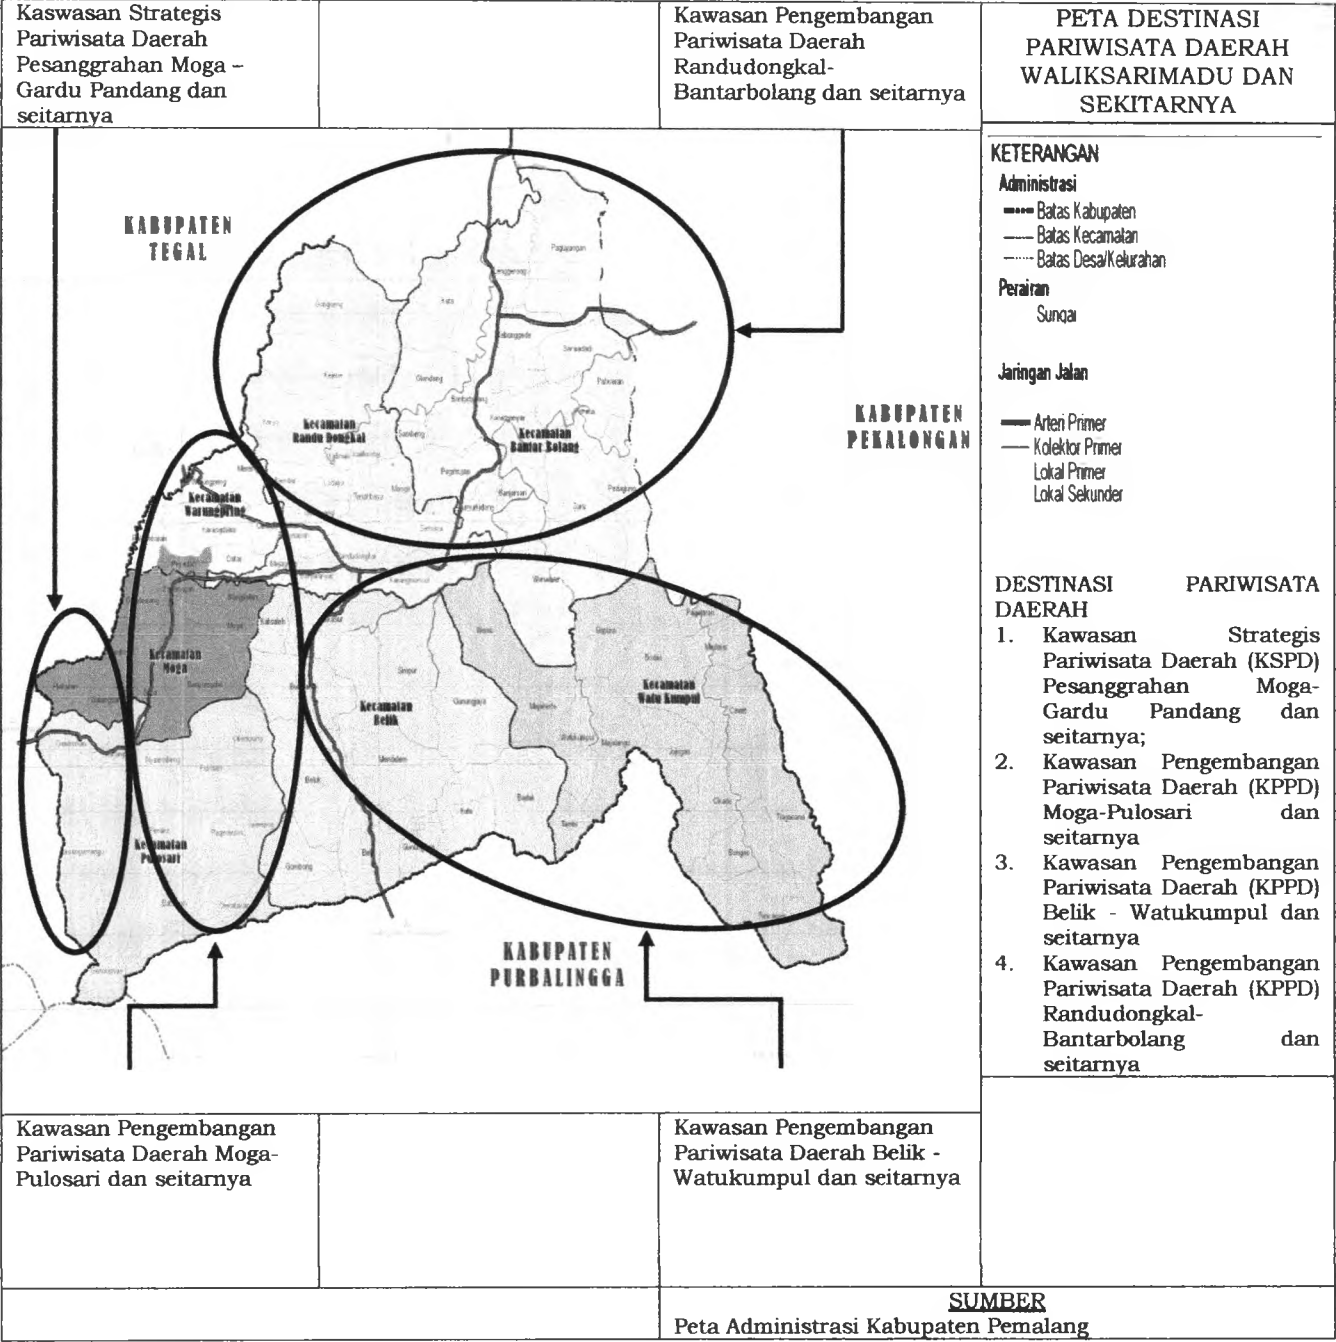 Kaswasan Strategis
Pariwisata Daerah
Pesanggrahan Moga –
Gardu Pandang dan
seitarnya
Kawasan Pengembangan
Pariwisata Daerah
Randudongkal-
Bantarbolang dan seitarnya
PETA DESTINASI
PARIWISATA DAERAH
WALIKSARIMADU DAN
SEKITARNYA
KETERANGAN
Administrasi
Batas Kabupaten
Batas Kecamatan
Batas Desa/Kelurahan
Perairan
Sungai
Jaringan Jalan
Arteri Primer
Kolektor Primer
Lokal Primer
Lokal Sekunder
DESTINASI PARIWISATA
DAERAH
1. Kawasan Strategis
Pariwisata Daerah (KSPD)
Pesanggrahan Moga-
Gardu Pandang dan
seitarnya;
2. Kawasan Pengembangan
Pariwisata Daerah (KPPD)
Moga-Pulosari dan
seitarnya
3. Kawasan Pengembangan
Pariwisata Daerah (KPPD)
Belik - Watukumpul dan
seitarnya
4. Kawasan Pengembangan
Pariwisata Daerah (KPPD)
Randudongkal-
Bantarbolang dan
seitarnya
KABUPATEN
TEGAL
KABUPATEN
PEKALONGAN
Kecamatan
Randu Dongkal
Kecamatan
Bantar Bolang
Kecamatan
Warungpring
Kecamatan
Moga
Kecamatan
Belik
Kecamatan
Watu Kumpul
Kecamatan
Pulosari
KABUPATEN
PURBALINGGA
Kawasan Pengembangan
Pariwisata Daerah Moga-
Pulosari dan seitarnya
Kawasan Pengembangan
Pariwisata Daerah Belik -
Watukumpul dan seitarnya
SUMBER
Peta Administrasi Kabupaten Pemalang